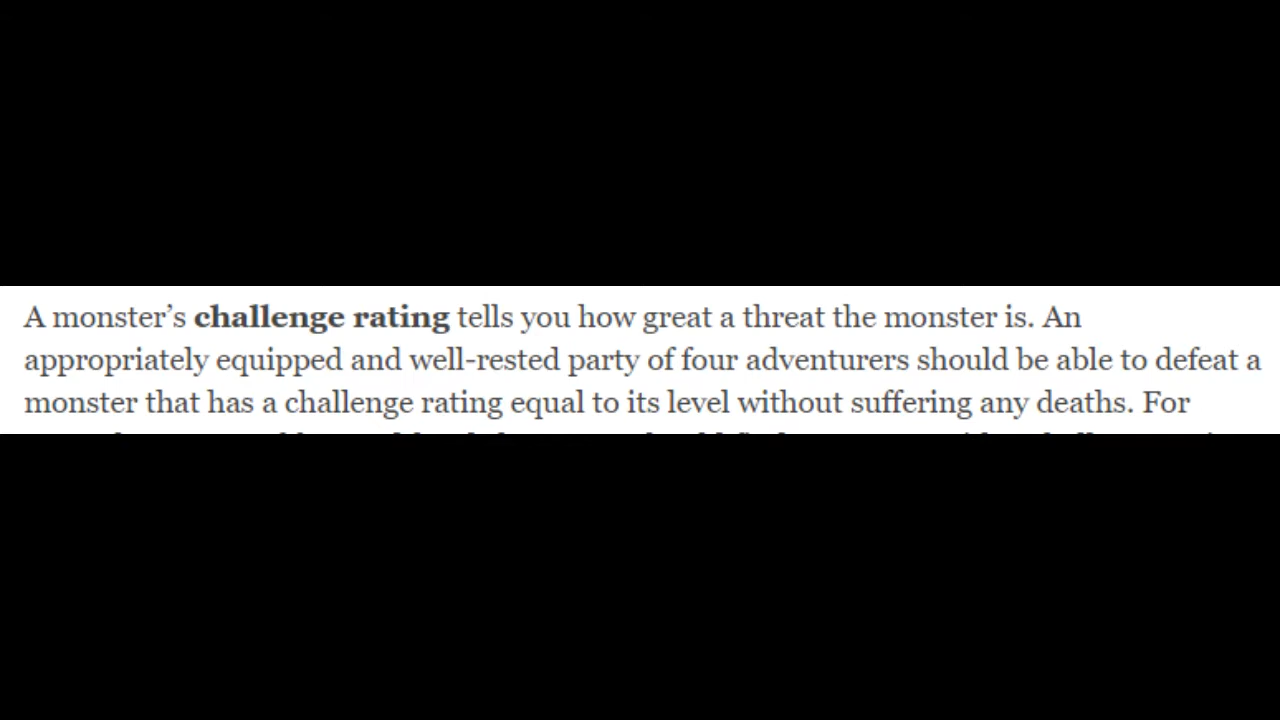 A monster’s challenge rating tells you how great a threat the monster is. An
appropriately equipped and well-rested party of four adventurers should be able to defeat a
monster that has a challenge rating equal to its level without suffering any deaths. For